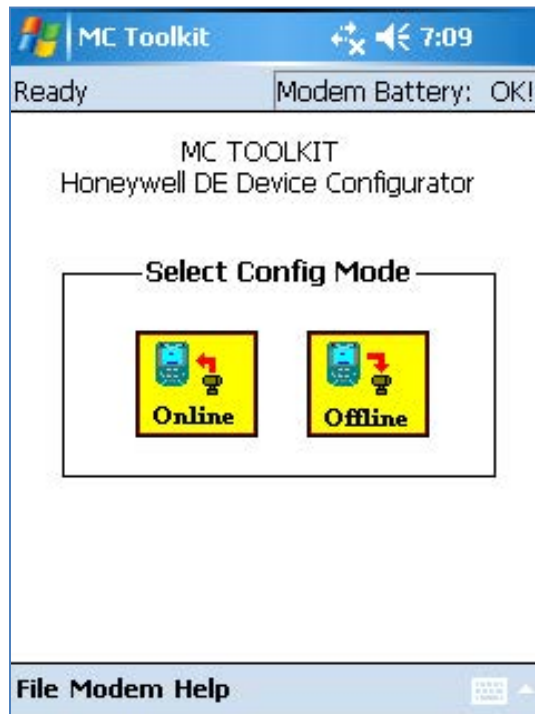 MC Toolkit 7:09
Ready Modem Battery: OK!
MC TOOLKIT
Honeywell DE Device Configurator
Select Config Mode
Online Offline
File Modem Help